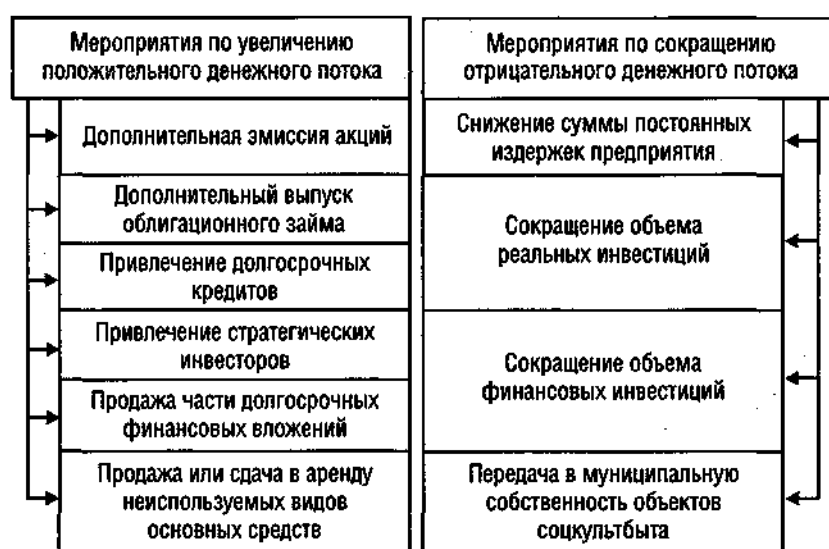 Мероприятия по увеличению
положительного денежного потока
Дополнительная эмиссия акций
Дополнительный выпуск
облигационного займа
Привлечение долгосрочных
кредитов
Привлечение стратегических
инвесторов
Продажа части долгосрочных
финансовых вложений
Продажа или сдача в аренду
неиспользуемых видов
основных средств
Мероприятия по сокращению
отрицательного денежного потока
Снижение суммы постоянных
издержек предприятия
Сокращение объема
реальных инвестиций
Сокращение объема
финансовых инвестиций
Передача в муниципальную
собственность объектов
соцкультбыта